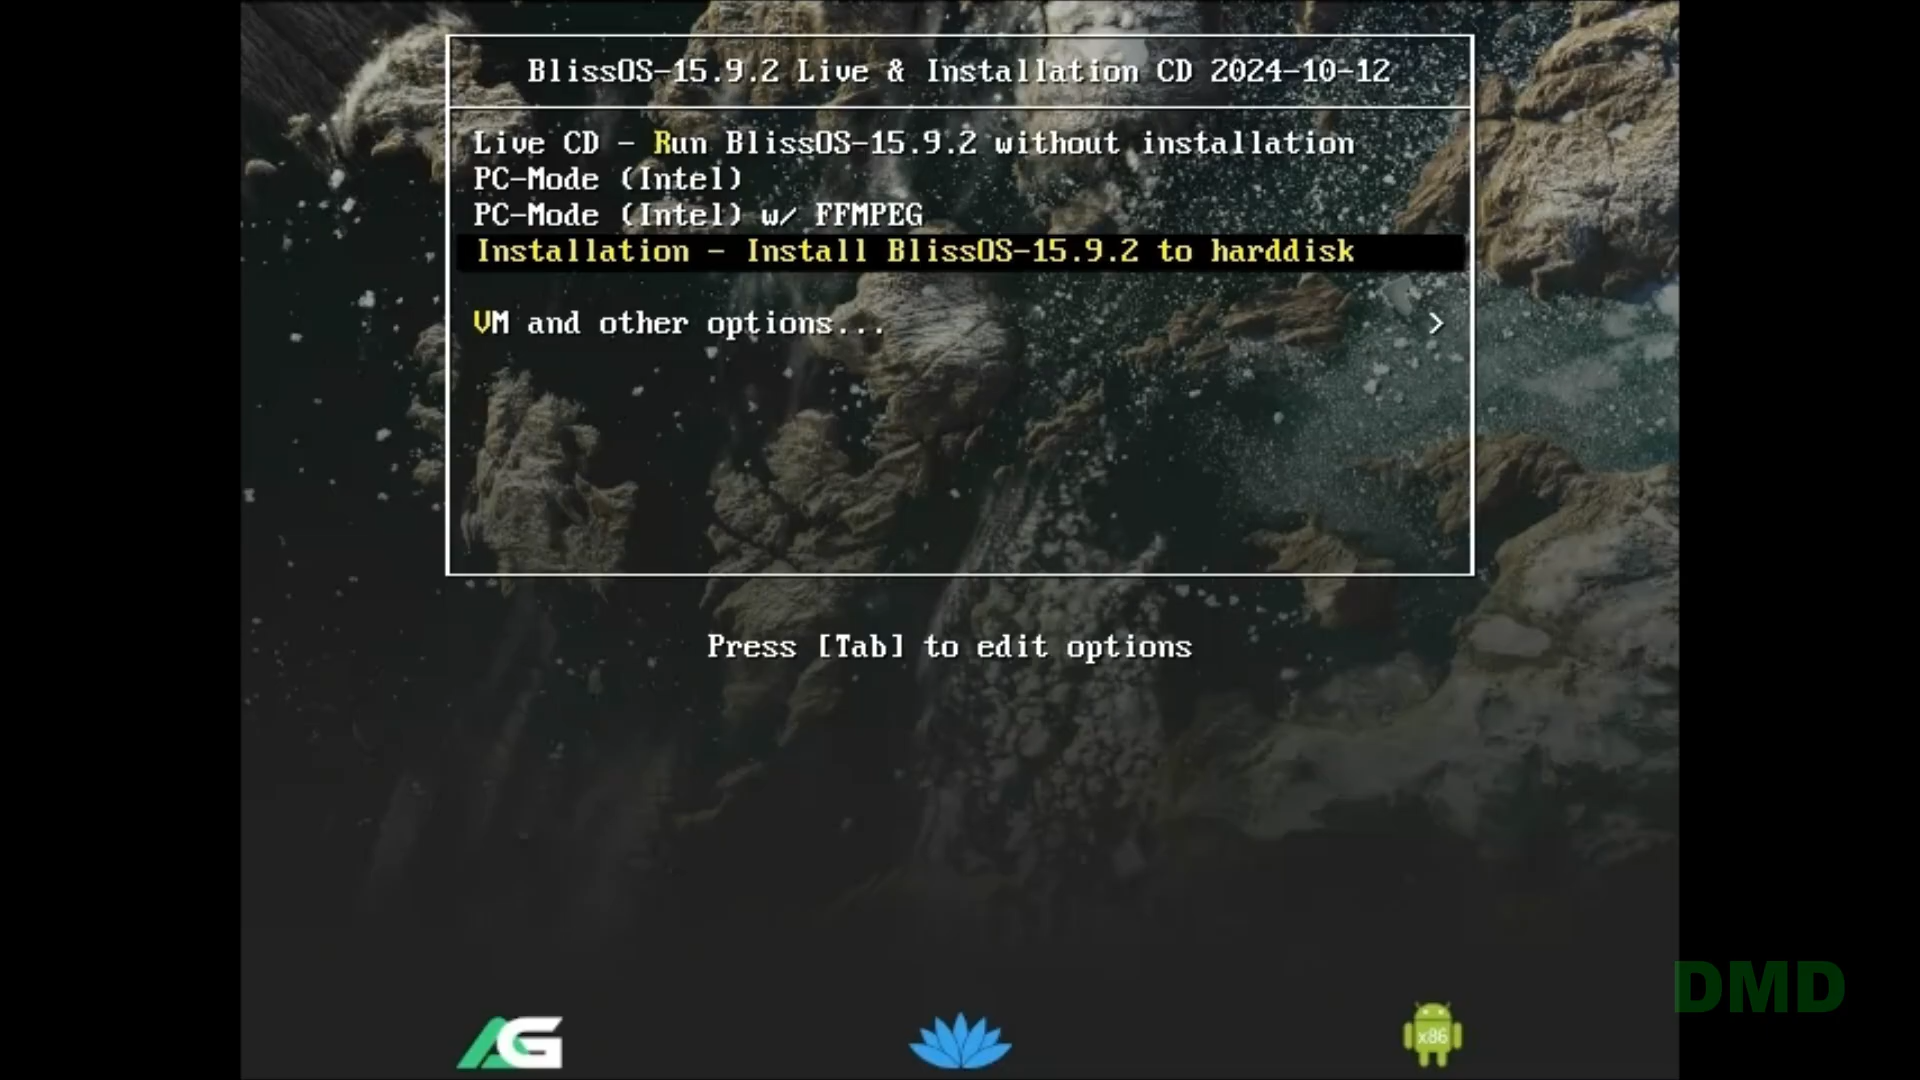 BlissOS-15.9.2 Live & Installation CD 2024-10-12
Live CD - Run BlissOS-15.9.2 without installation
PC-Mode (Intel)
PC-Mode (Intel) w/ FFMPEG
Installation - Install BlissOS-15.9.2 to harddisk
VM and other options... >
Press [Tab] to edit options
DMD
AG
x86